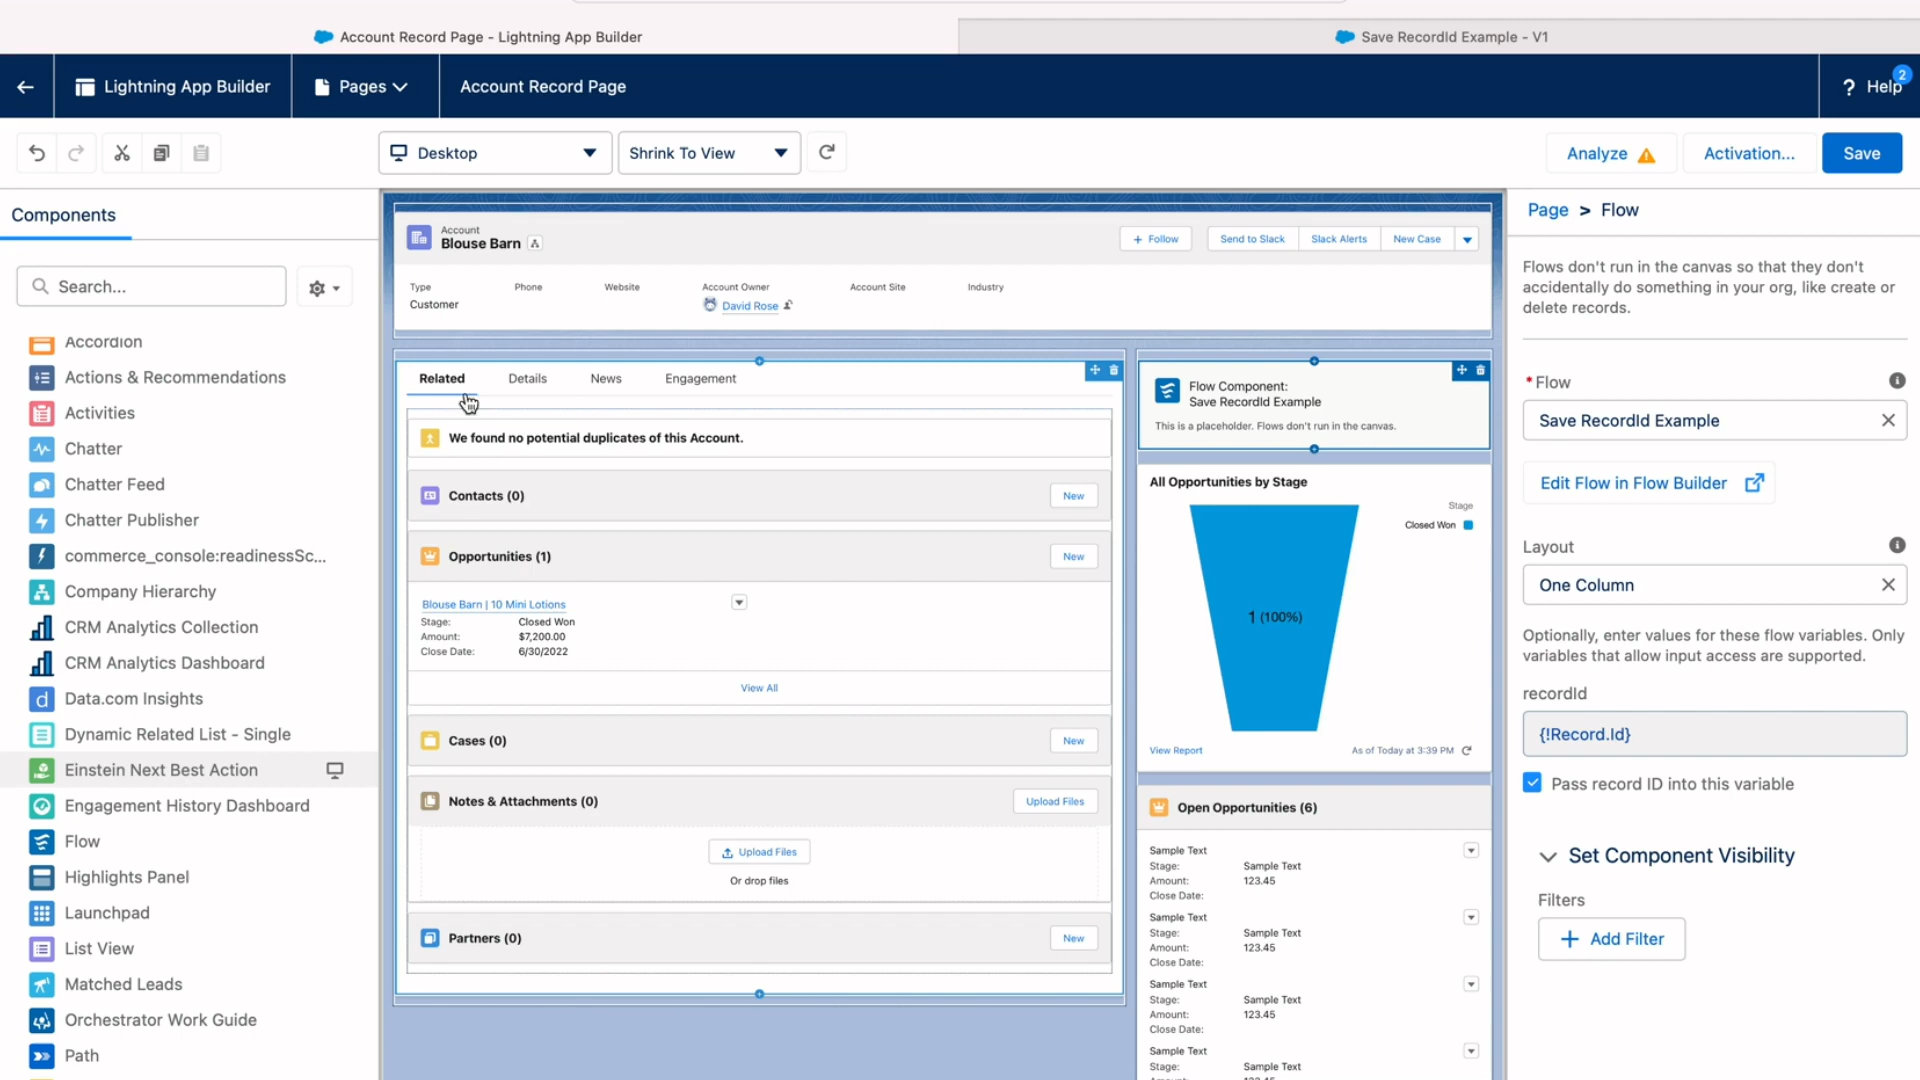 Account Record Page - Lightning App Builder
Save RecordId Example - V1
Lightning App Builder
Pages
Account Record Page
? Help
2
Desktop
Shrink To View
Analyze
Activation...
Save
Components
Search...
Accordion
Actions & Recommendations
Activities
Chatter
Chatter Feed
Chatter Publisher
commerce_console:readinessSc...
Company Hierarchy
CRM Analytics Collection
CRM Analytics Dashboard
Data.com Insights
Dynamic Related List - Single
Einstein Next Best Action
Engagement History Dashboard
Flow
Highlights Panel
Launchpad
List View
Matched Leads
Orchestrator Work Guide
Path
Account
Blouse Barn
+ Follow
Send to Slack
Slack Alerts
New Case
Type
Phone
Website
Account Owner
Account Site
Industry
Customer
David Rose
Related
Details
News
Engagement
We found no potential duplicates of this Account.
Contacts (0)
New
Opportunities (1)
New
Blouse Barn | 10 Mini Lotions
Stage: Closed Won
Amount: $7,200.00
Close Date: 6/30/2022
View All
Cases (0)
New
Notes & Attachments (0)
Upload Files
Upload Files
Or drop files
Partners (0)
New
Flow Component:
Save RecordId Example
This is a placeholder. Flows don't run in the canvas.
All Opportunities by Stage
Stage
Closed Won
1 (100%)
View Report
As of Today at 3:39 PM
Open Opportunities (6)
Sample Text
Stage: Sample Text
Amount: 123.45
Close Date:
Sample Text
Stage: Sample Text
Amount: 123.45
Close Date:
Sample Text
Stage: Sample Text
Amount: 123.45
Close Date:
Sample Text
Stage: Sample Text
Page > Flow
Flows don't run in the canvas so that they don't
accidentally do something in your org, like create or
delete records.
* Flow
Save RecordId Example
Edit Flow in Flow Builder
Layout
One Column
Optionally, enter values for these flow variables. Only
variables that allow input access are supported.
recordId
{!Record.Id}
Pass record ID into this variable
Set Component Visibility
Filters
+ Add Filter